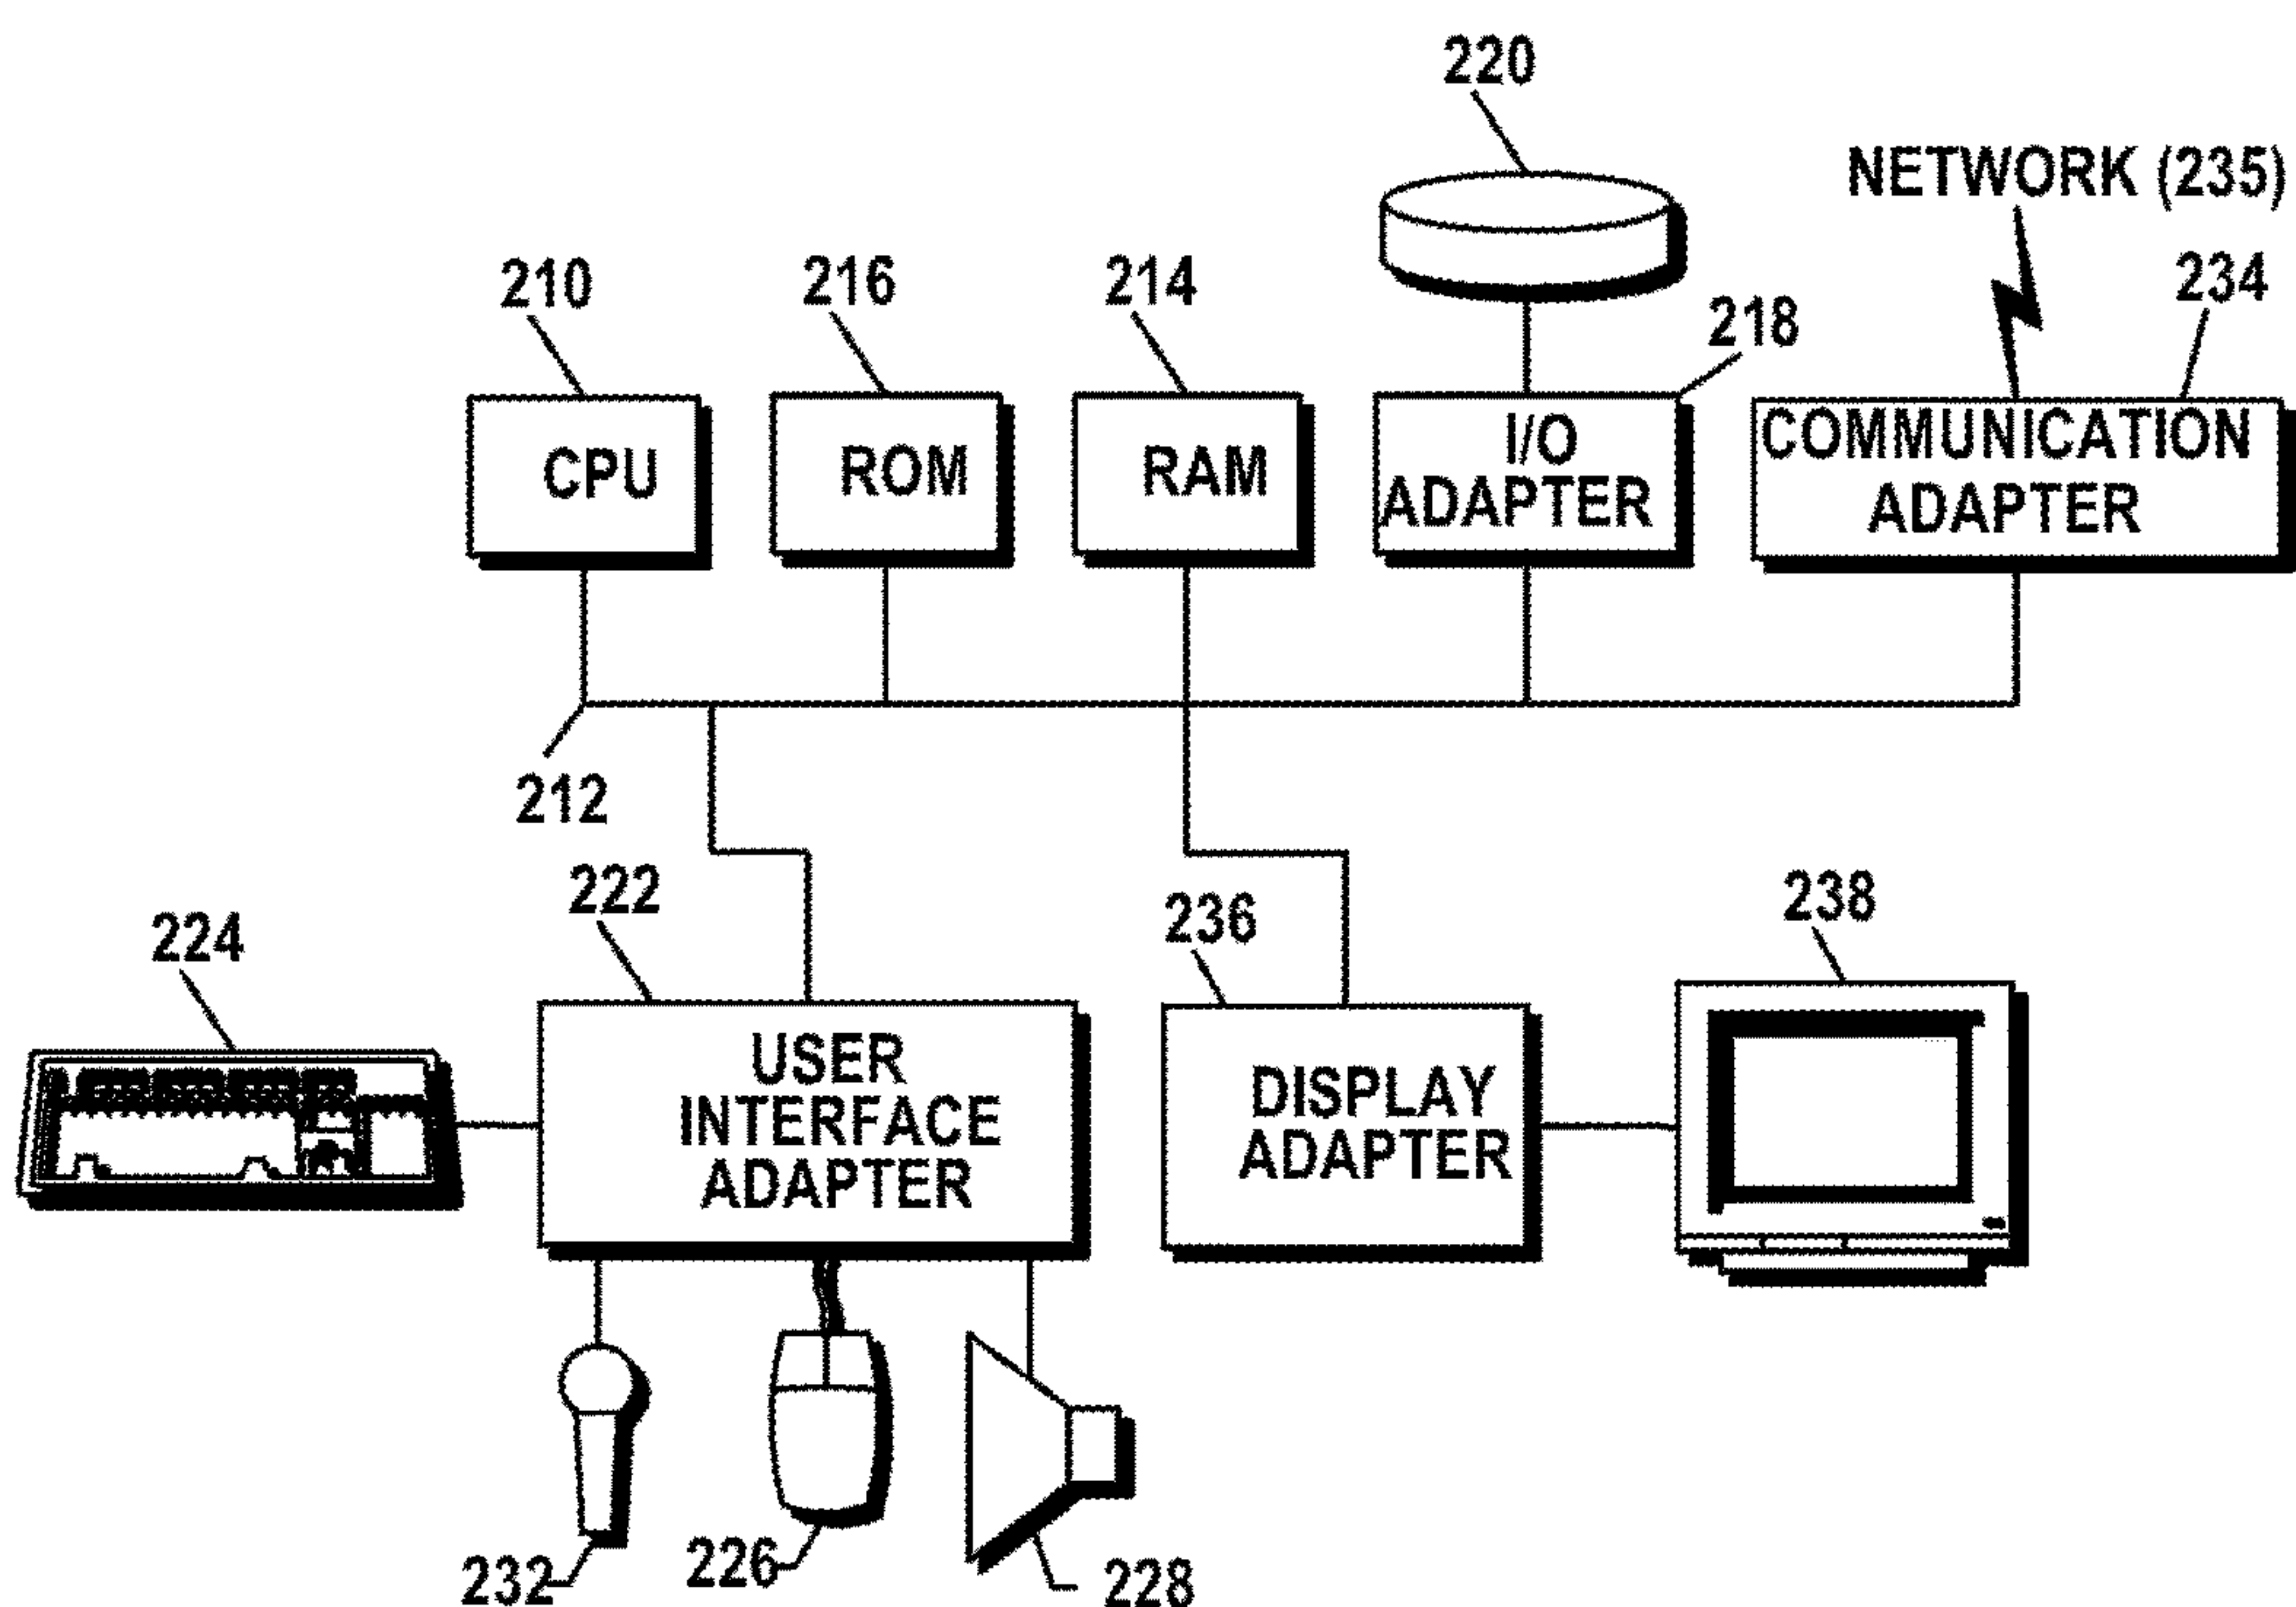 220
NETWORK (235)
210
216
214
218
234
CPU
ROM
RAM
I/O
ADAPTER
COMMUNICATION
ADAPTER
212
222
224
236
238
USER
INTERFACE
ADAPTER
DISPLAY
ADAPTER
232
226
228